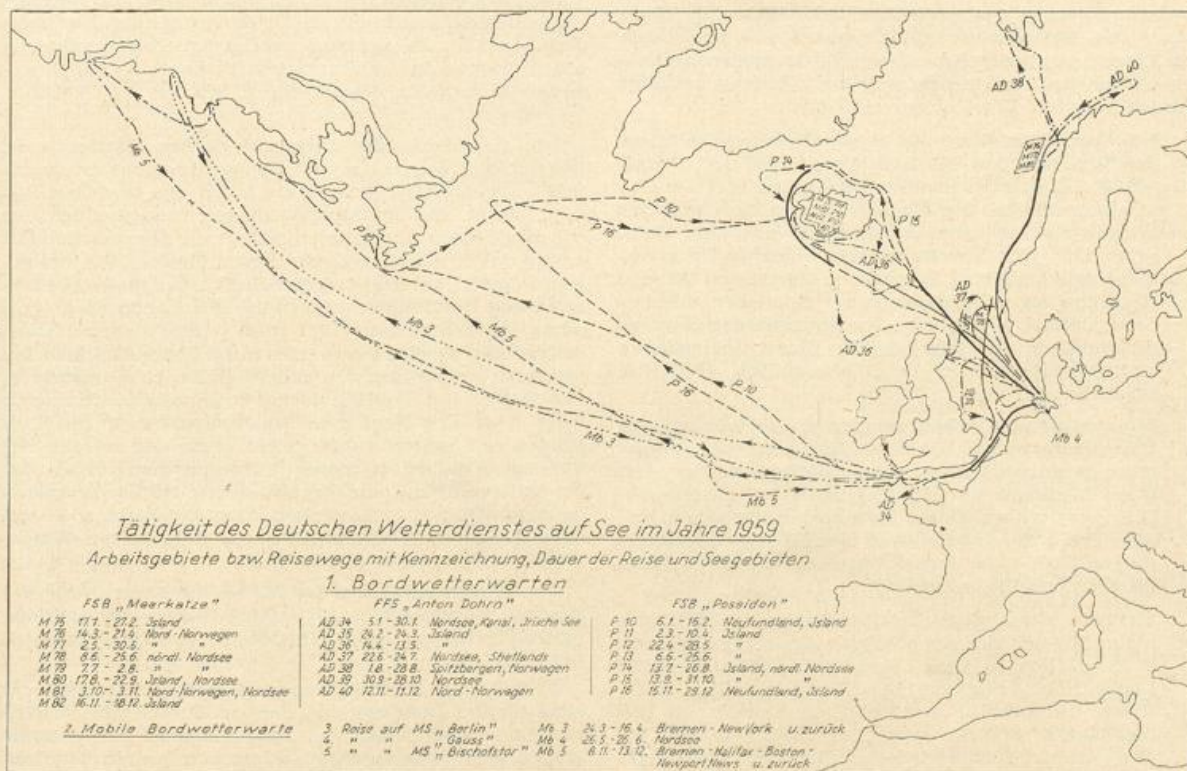 AD 38
AD 40
Mb 5
P 14
P 10
P 16
P 15
P 16
AD 36
AD 37
AD 36
Mb 3
Mb 5
P 10
P 16
Mb 3
Mb 4
Mb 5
AD 34
Tätigkeit des Deutschen Wetterdienstes auf See im Jahre 1959
Arbeitsgebiete bzw. Reisewege mit Kennzeichnung, Dauer der Reise und Seegebieten
1. Bordwetterwarten
FSB „Meerkatze"
M 75 17.1. - 27.2. Jsland
M 76 14.3. - 21.4. Nord-Norwegen
M 77 2.5. - 30.5. " "
M 78 8.6. - 25.6. nördl. Nordsee
M 79 7.7. - 2.8. " "
M 80 17.8. - 22.9. Jsland, Nordsee
M 81 3.10. - 3.11. Nord-Norwegen, Nordsee
M 82 16.11. - 18.12. Jsland
FFS „Anton Dohrn"
AD 34 5.1 - 30.1. Nordsee, Kanal, Jrische See
AD 35 24.2 - 24.3. Jsland
AD 36 14.4 - 13.5. "
AD 37 22.6 - 24.7. Nordsee, Shetlands
AD 38 1.8 - 28.8. Spitzbergen, Norwegen
AD 39 30.9 - 28.10. Nordsee
AD 40 12.11 - 11.12. Nord-Norwegen
FSB „Poseidon"
P 10 6.1. - 16.2. Neufundland, Jsland
P 11 2.3. - 10.4. Jsland
P 12 22.4 - 28.5. "
P 13 6.6. - 25.6. "
P 14 13.7. - 26.8. Jsland, nördl. Nordsee
P 15 13.9. - 31.10. " "
P 16 15.11. - 29.12. Neufundland, Jsland
2. Mobile Bordwetterwarte
3. Reise auf MS „Berlin" Mb 3 24.3 - 16.4. Bremen - NewYork u. zurück
4. " " „Gauss" Mb 4 26.5. - 26.6. Nordsee
5. " " MS „Bischofstor" Mb 5 8.11. - 13.12. Bremen - Halifax - Boston -
Newport News u. zurück